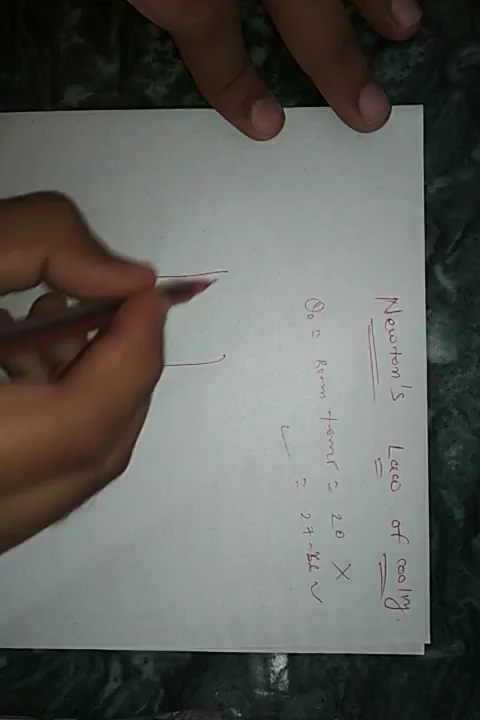 Newton's Law of cooling.
θ₀ = room temp = 20 X
= 27 ✓